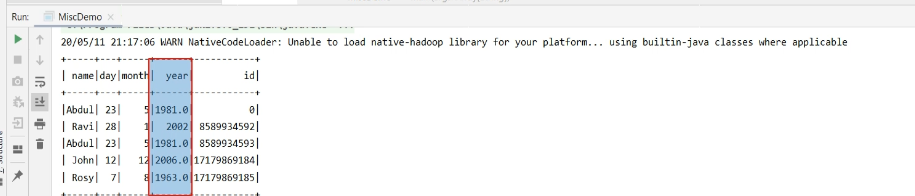 Run: MiscDemo ×
20/05/11 21:17:06 WARN NativeCodeLoader: Unable to load native-hadoop library for your platform... using builtin-java classes where applicable
+-----+---+-----+------+-----------+
| name|day|month|  year|         id|
+-----+---+-----+------+-----------+
|Abdul| 23|    5|1981.0|          0|
| Ravi| 28|    1|  2002| 8589934592|
|Abdul| 23|    5|1981.0| 8589934593|
| John| 12|   12|2006.0|17179869184|
| Rosy|  7|    8|1963.0|17179869185|
+-----+---+-----+------+-----------+